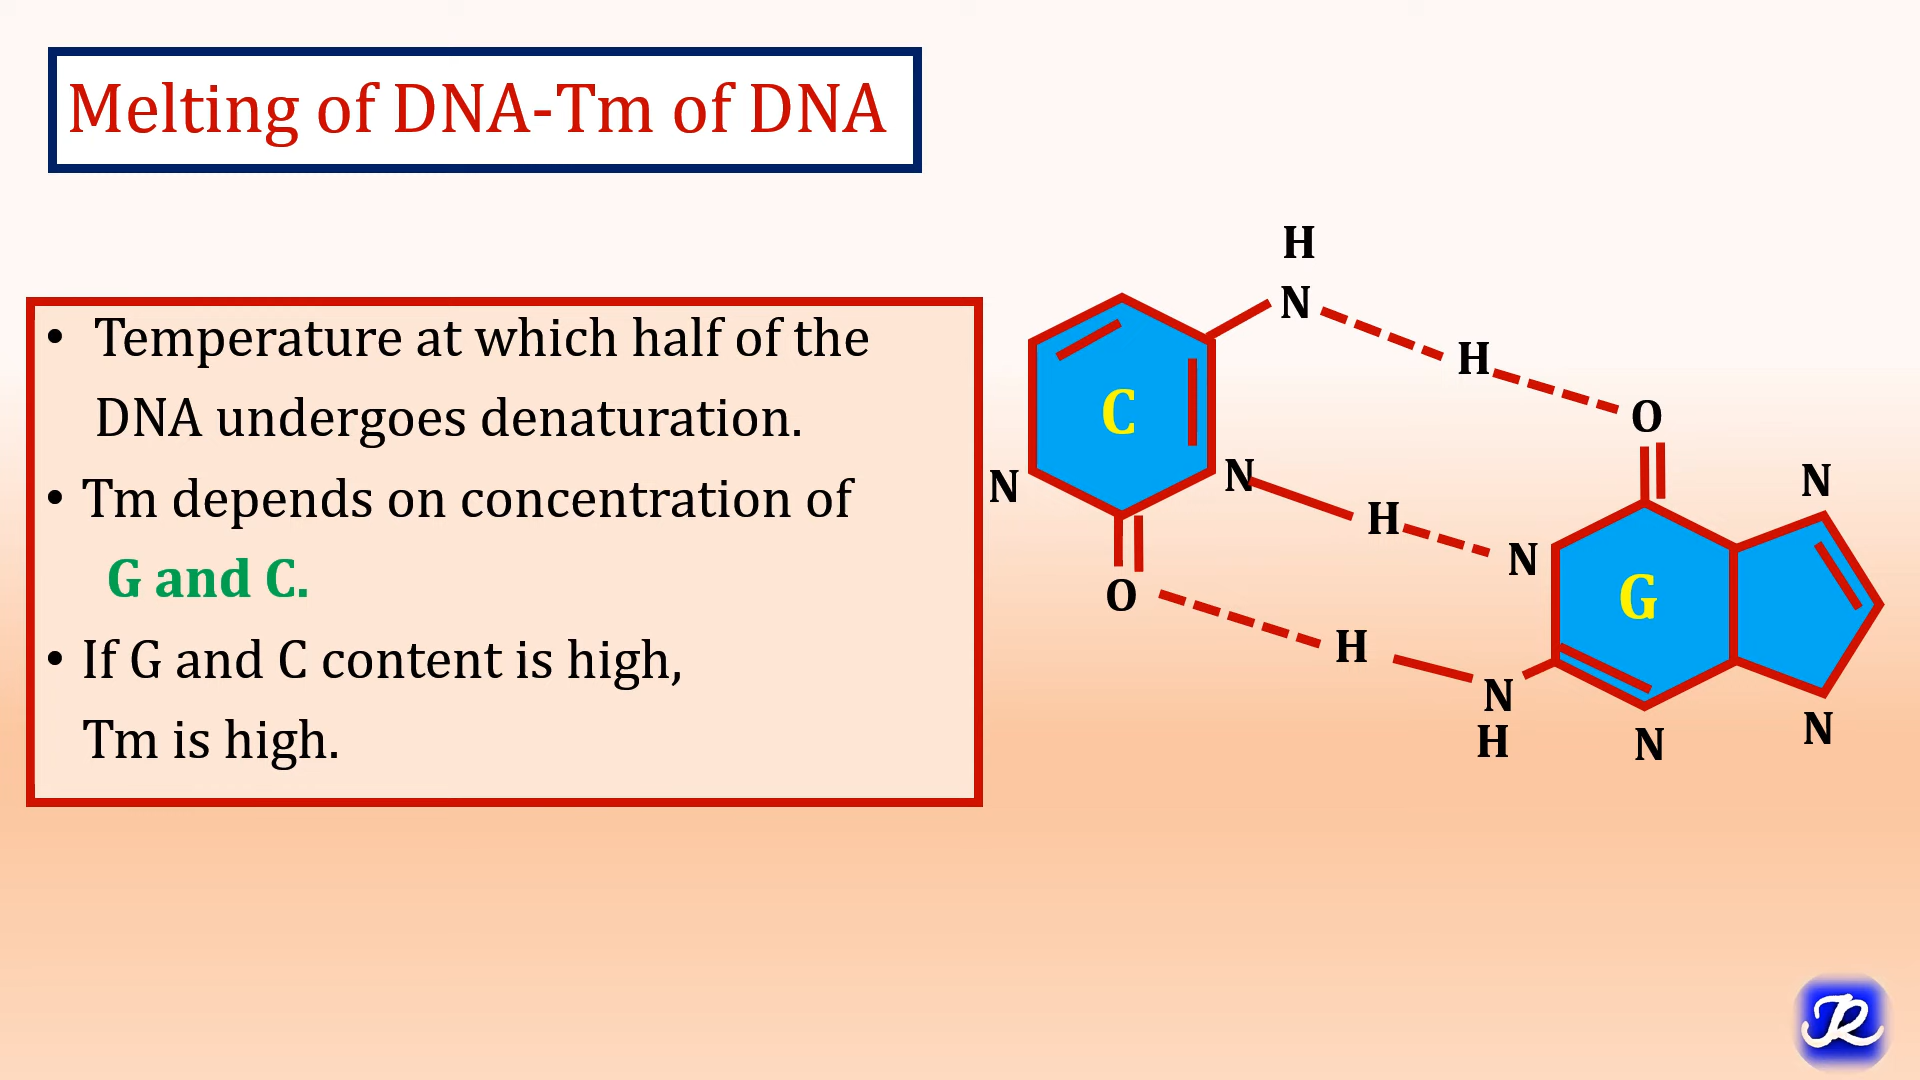 Melting of DNA-Tm of DNA
• Temperature at which half of the
DNA undergoes denaturation.
• Tm depends on concentration of
G and C.
• If G and C content is high,
Tm is high.
H
N
H
O
C
N
N
H
N
N
O
G
H
N
H
N
N
JR